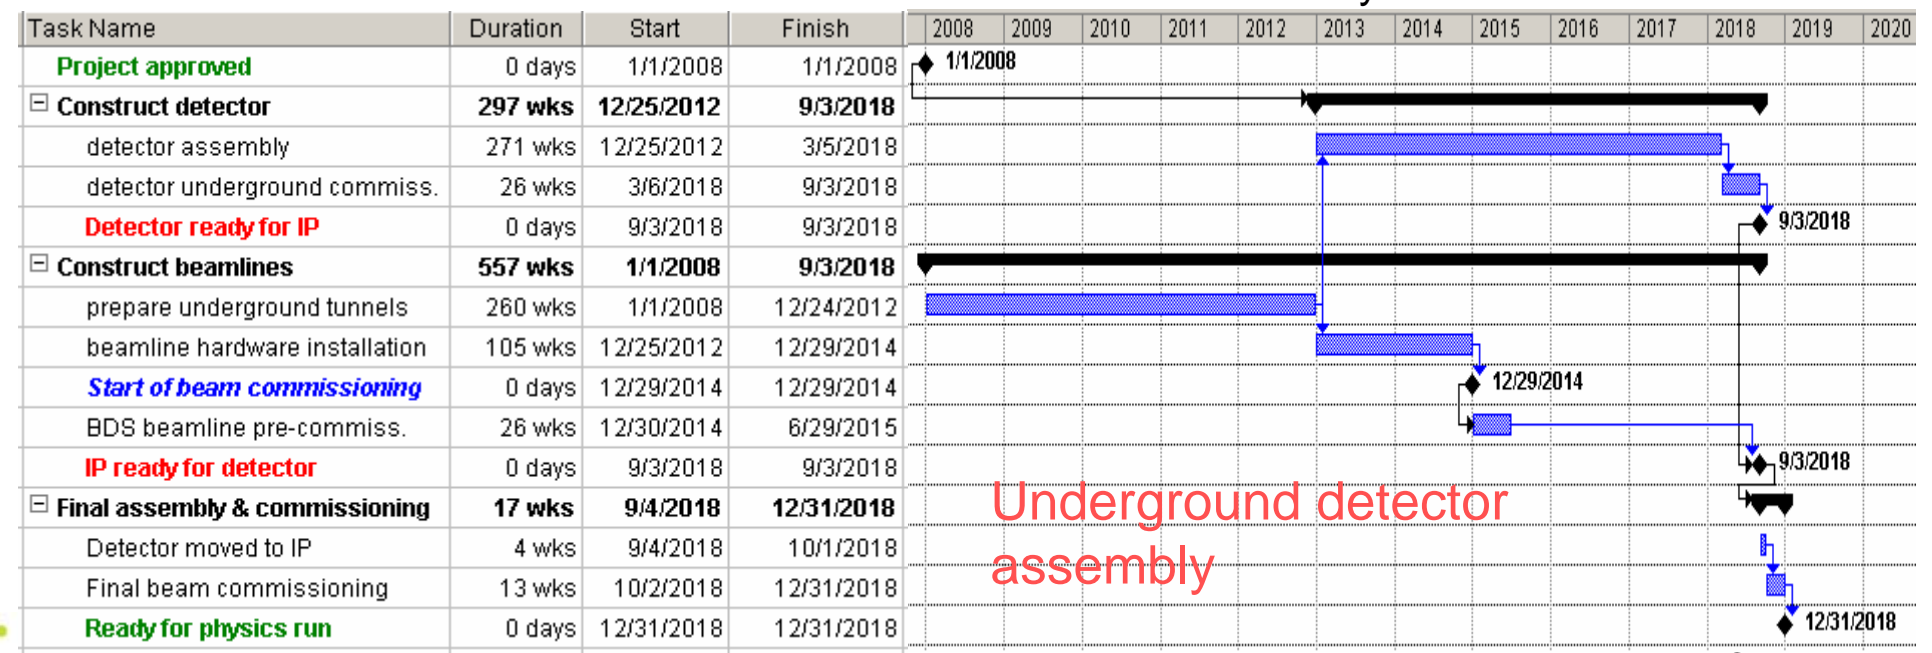 Task Name Duration Start Finish 2008 2009 2010 2011 2012 2013 2014 2015 2016 2017 2018 2019 2020
Project approved 0 days 1/1/2008 1/1/2008 1/1/2008
Construct detector 297 wks 12/25/2012 9/3/2018
detector assembly 271 wks 12/25/2012 3/5/2018
detector underground commiss. 26 wks 3/6/2018 9/3/2018
Detector ready for IP 0 days 9/3/2018 9/3/2018 9/3/2018
Construct beamlines 557 wks 1/1/2008 9/3/2018
prepare underground tunnels 260 wks 1/1/2008 12/24/2012
beamline hardware installation 105 wks 12/25/2012 12/29/2014
Start of beam commissioning 0 days 12/29/2014 12/29/2014 12/29/2014
BDS beamline pre-commiss. 26 wks 12/30/2014 6/29/2015
IP ready for detector 0 days 9/3/2018 9/3/2018 9/3/2018
Final assembly & commissioning 17 wks 9/4/2018 12/31/2018
Underground detector
assembly
Detector moved to IP 4 wks 9/4/2018 10/1/2018
Final beam commissioning 13 wks 10/2/2018 12/31/2018
Ready for physics run 0 days 12/31/2018 12/31/2018 12/31/2018